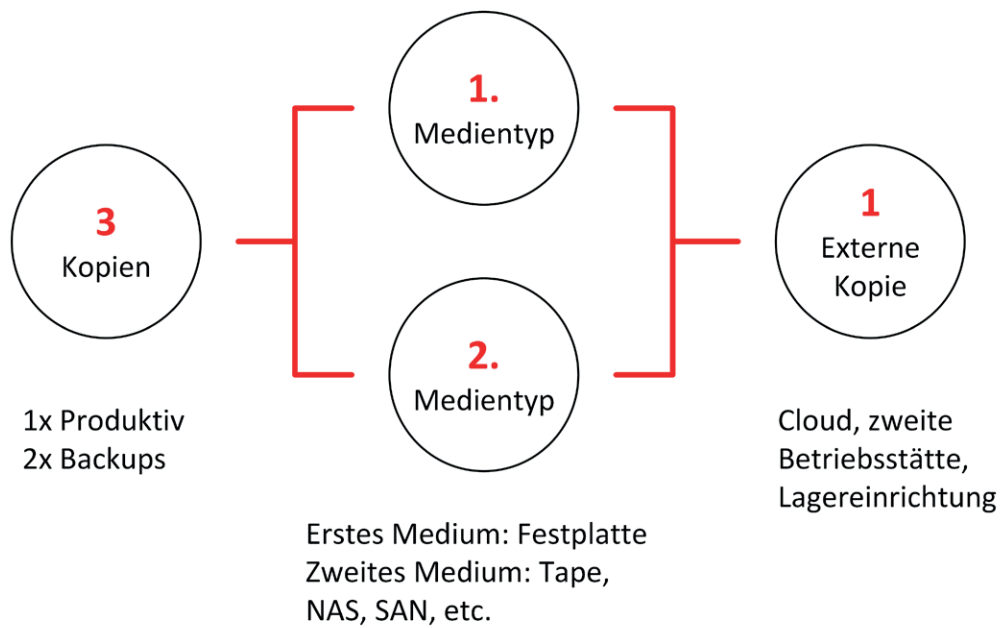 3
Kopien
1x Produktiv
2x Backups
1.
Medientyp
2.
Medientyp
Erstes Medium: Festplatte
Zweites Medium: Tape,
NAS, SAN, etc.
1
Externe
Kopie
Cloud, zweite
Betriebsstätte,
Lagereinrichtung